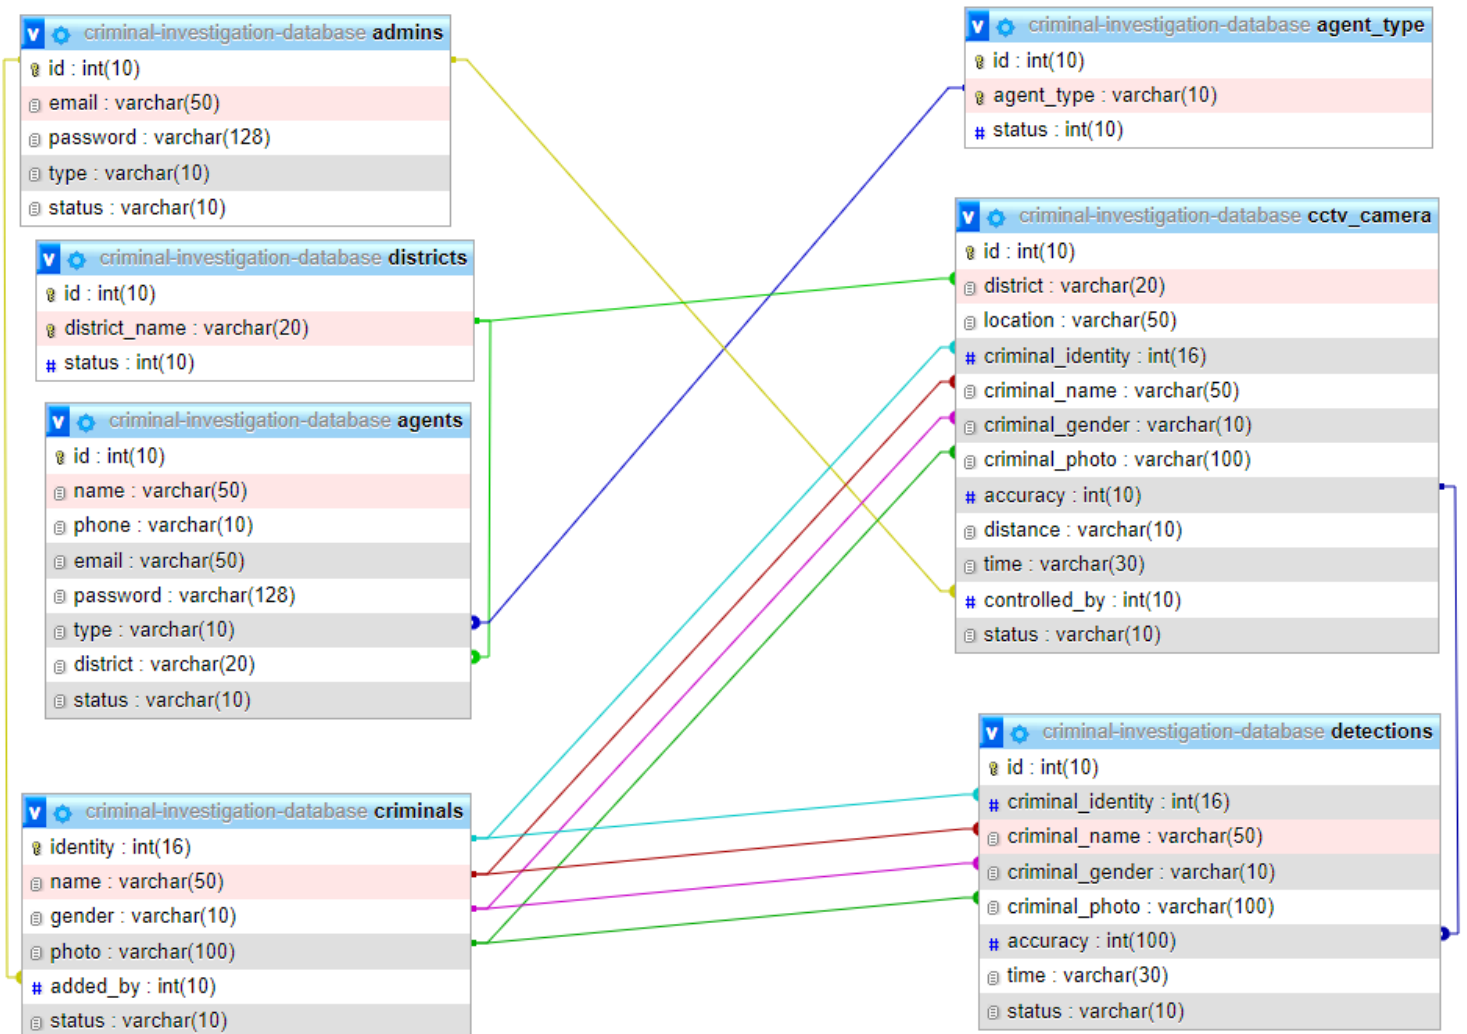 criminal-investigation-database admins
id : int(10)
email : varchar(50)
password : varchar(128)
type : varchar(10)
status : varchar(10)
criminal-investigation-database districts
id : int(10)
district_name : varchar(20)
status : int(10)
criminal-investigation-database agents
id : int(10)
name : varchar(50)
phone : varchar(10)
email : varchar(50)
password : varchar(128)
type : varchar(10)
district : varchar(20)
status : varchar(10)
criminal-investigation-database criminals
identity : int(16)
name : varchar(50)
gender : varchar(10)
photo : varchar(100)
# added_by : int(10)
status : varchar(10)
criminal-investigation-database agent_type
id : int(10)
agent_type : varchar(10)
# status : int(10)
criminal-investigation-database cctv_camera
id : int(10)
district : varchar(20)
location : varchar(50)
# criminal_identity : int(16)
criminal_name : varchar(50)
criminal_gender : varchar(10)
criminal_photo : varchar(100)
# accuracy : int(10)
distance : varchar(10)
time : varchar(30)
# controlled_by : int(10)
status : varchar(10)
criminal-investigation-database detections
id : int(10)
# criminal_identity : int(16)
criminal_name : varchar(50)
criminal_gender : varchar(10)
criminal_photo : varchar(100)
# accuracy : int(100)
time : varchar(30)
status : varchar(10)